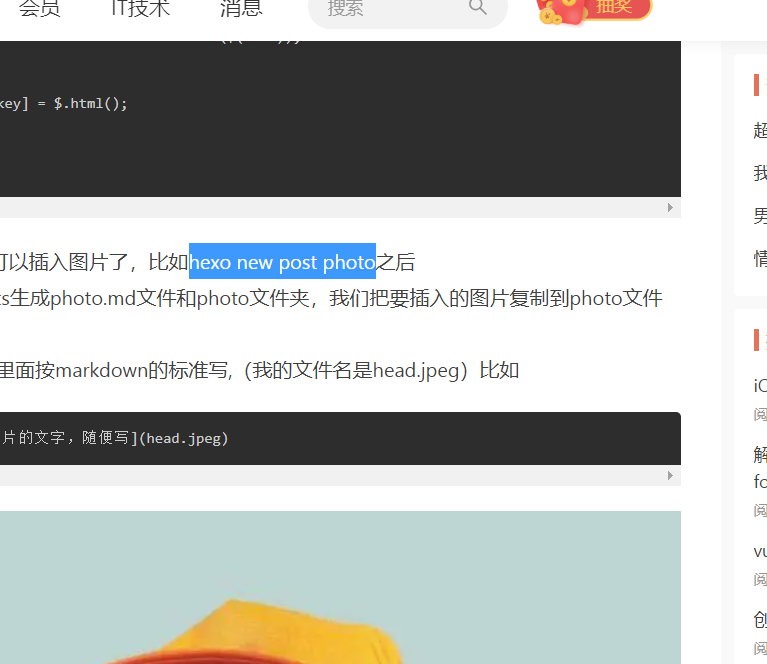 会员 IT技术 消息 搜索 抽奖
key] = $.html();
可以插入图片了，比如hexo new post photo之后
ts生成photo.md文件和photo文件夹，我们把要插入的图片复制到photo文件
里面按markdown的标准写,（我的文件名是head.jpeg）比如
片的文字，随便写](head.jpeg)
超
我
男
情
iO
阅
解
fo
阅
vu
阅
创
阅